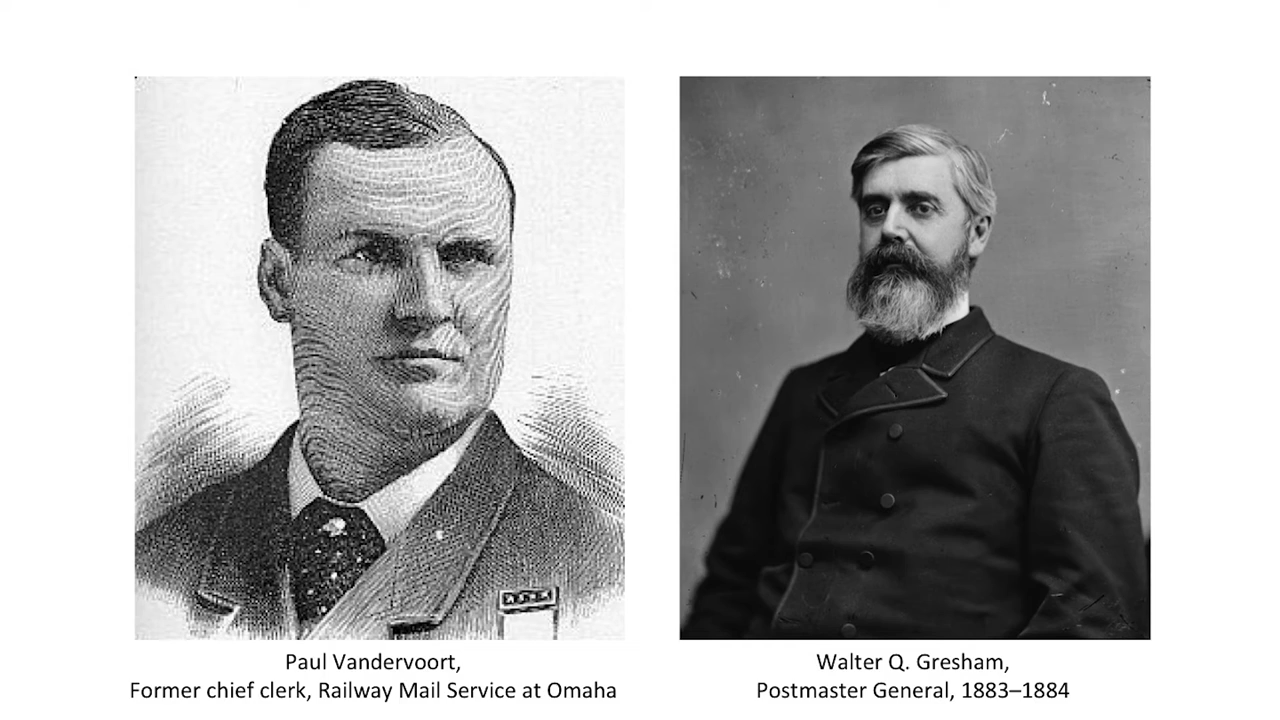 Paul Vandervoort,
Former chief clerk, Railway Mail Service at Omaha
Walter Q. Gresham,
Postmaster General, 1883–1884